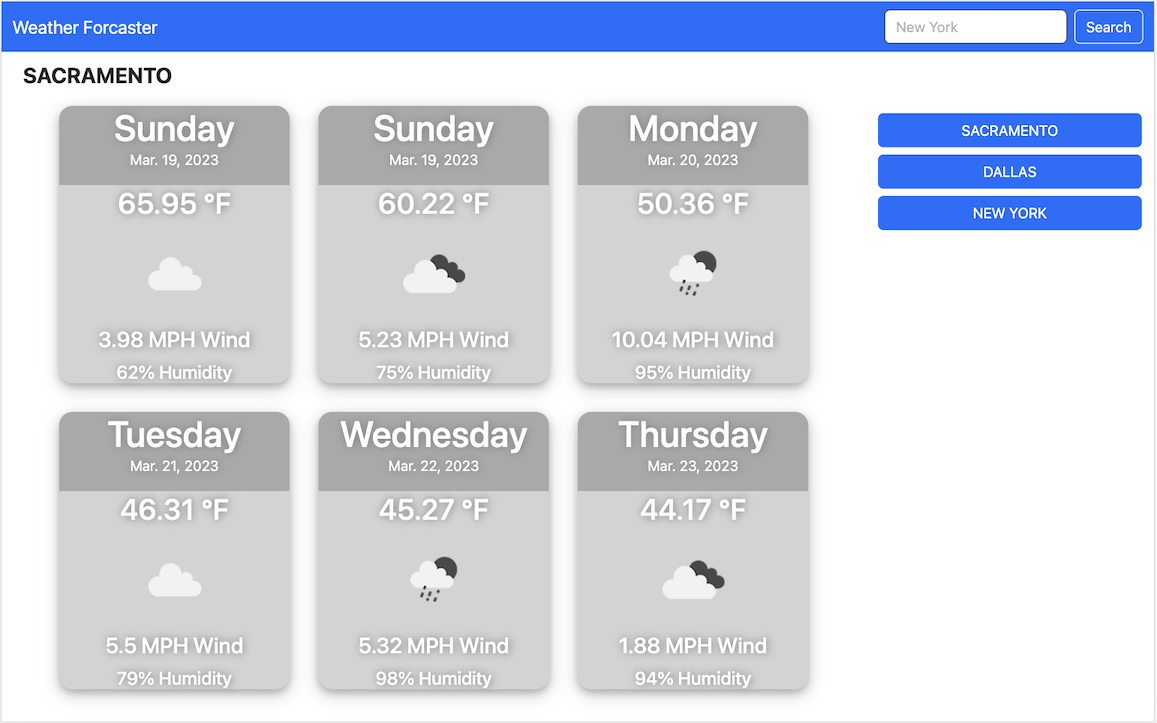 Weather Forcaster
New York
Search
SACRAMENTO
Sunday
Mar. 19, 2023
65.95 °F
3.98 MPH Wind
62% Humidity
Sunday
Mar. 19, 2023
60.22 °F
5.23 MPH Wind
75% Humidity
Monday
Mar. 20, 2023
50.36 °F
10.04 MPH Wind
95% Humidity
Tuesday
Mar. 21, 2023
46.31 °F
5.5 MPH Wind
79% Humidity
Wednesday
Mar. 22, 2023
45.27 °F
5.32 MPH Wind
98% Humidity
Thursday
Mar. 23, 2023
44.17 °F
1.88 MPH Wind
94% Humidity
SACRAMENTO
DALLAS
NEW YORK